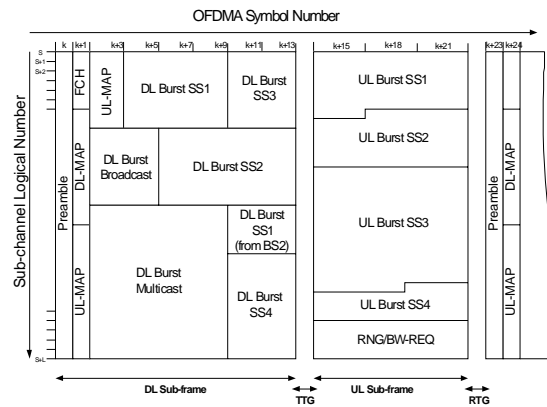 OFDMA Symbol Number
k k+1 k+3 k+5 k+7 k+9 k+11 k+13 k+15 k+18 k+21 k+23 k+24
Sub-channel Logical Number
s
s+1
s+2
s+L
Preamble
FCH
DL-MAP
UL-MAP
UL-MAP
DL Burst SS1
DL Burst
SS3
DL Burst
Broadcast
DL Burst SS2
DL Burst
Multicast
DL Burst
SS1
(from BS2)
DL Burst
SS4
UL Burst SS1
UL Burst SS2
UL Burst SS3
UL Burst SS4
RNG/BW-REQ
Preamble
DL-MAP
UL-MAP
DL Sub-frame
TTG
UL Sub-frame
RTG